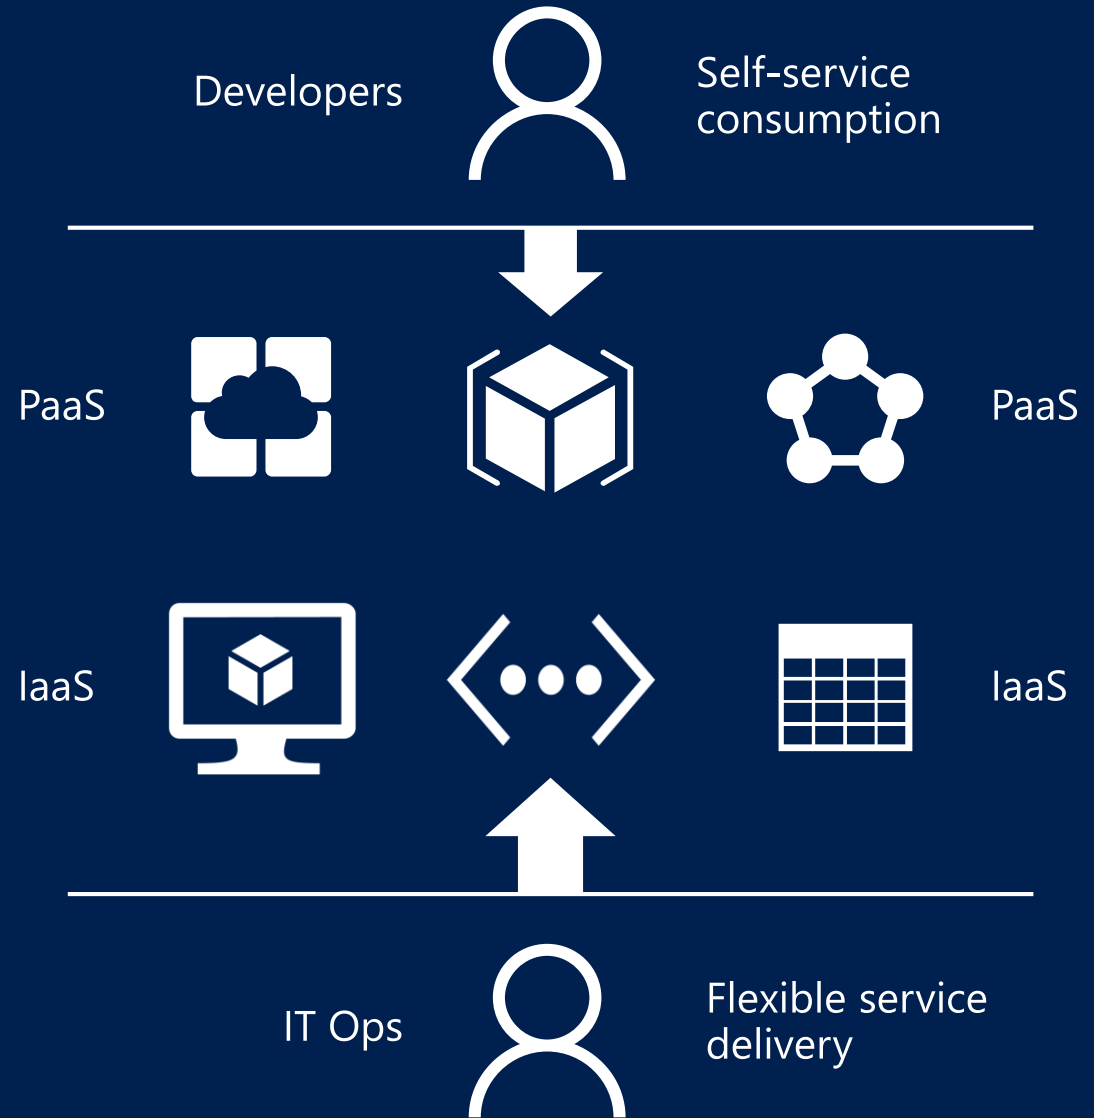 Developers
Self-service
consumption
PaaS
PaaS
IaaS
IaaS
IT Ops
Flexible service
delivery